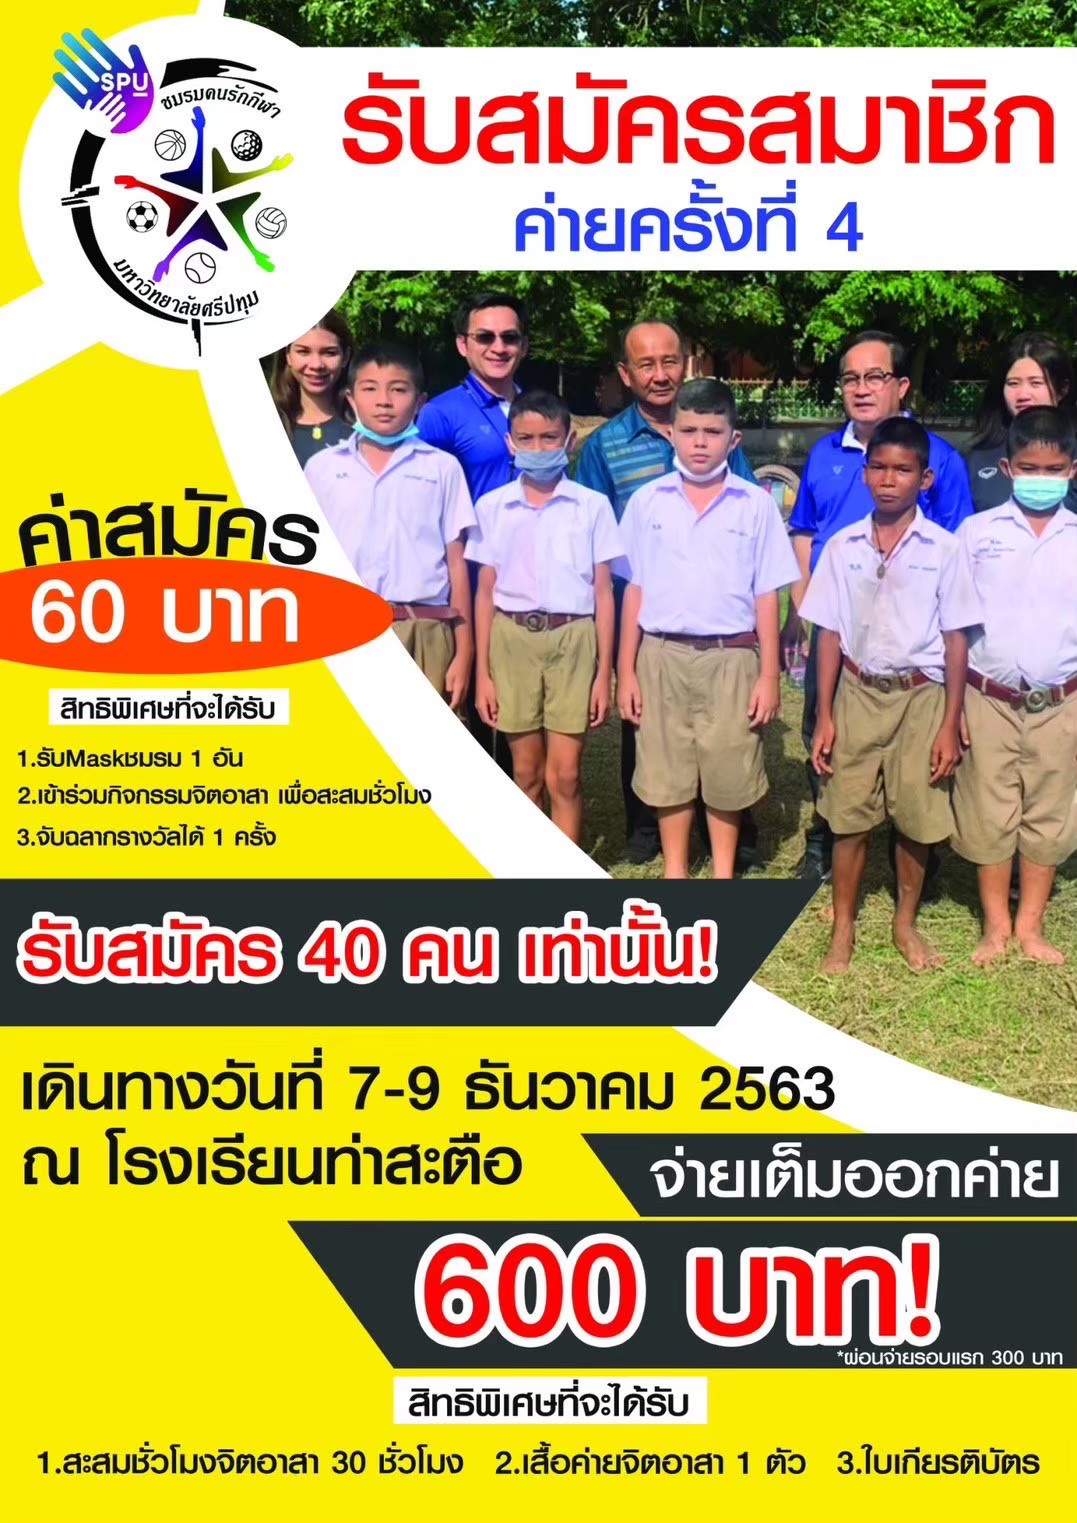 SPU
ชมรมคนรักกีฬา
มหาวิทยาลัยศรีปทุม
รับสมัครสมาชิก
ค่ายครั้งที่ 4
ค่าสมัคร
60 บาท
สิทธิพิเศษที่จะได้รับ
1.รับMaskชมรม 1 อัน
2.เข้าร่วมกิจกรรมจิตอาสา เพื่อสะสมชั่วโมง
3.จับฉลากรางวัลได้ 1 ครั้ง
รับสมัคร 40 คน เท่านั้น!
เดินทางวันที่ 7-9 ธันวาคม 2563
ณ โรงเรียนท่าสะตือ
จ่ายเต็มออกค่าย
600 บาท!
*ผ่อนจ่ายรอบแรก 300 บาท
สิทธิพิเศษที่จะได้รับ
1.สะสมชั่วโมงจิตอาสา 30 ชั่วโมง 2.เสื้อค่ายจิตอาสา 1 ตัว 3.ใบเกียรติบัตร